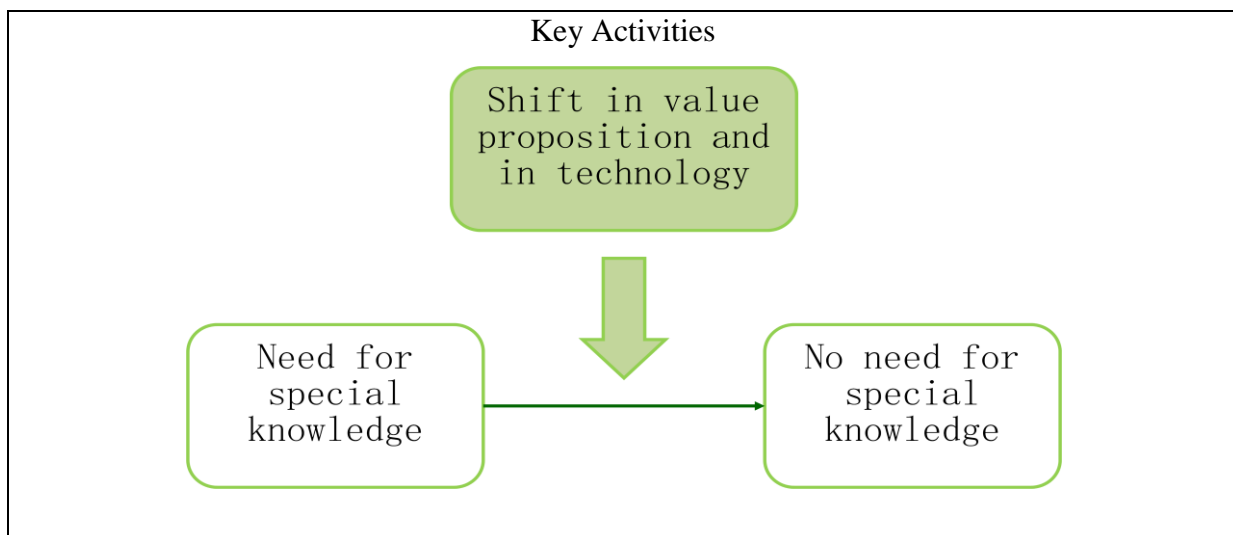 Key Activities
Shift in value
proposition and
in technology
Need for
special
knowledge
No need for
special
knowledge